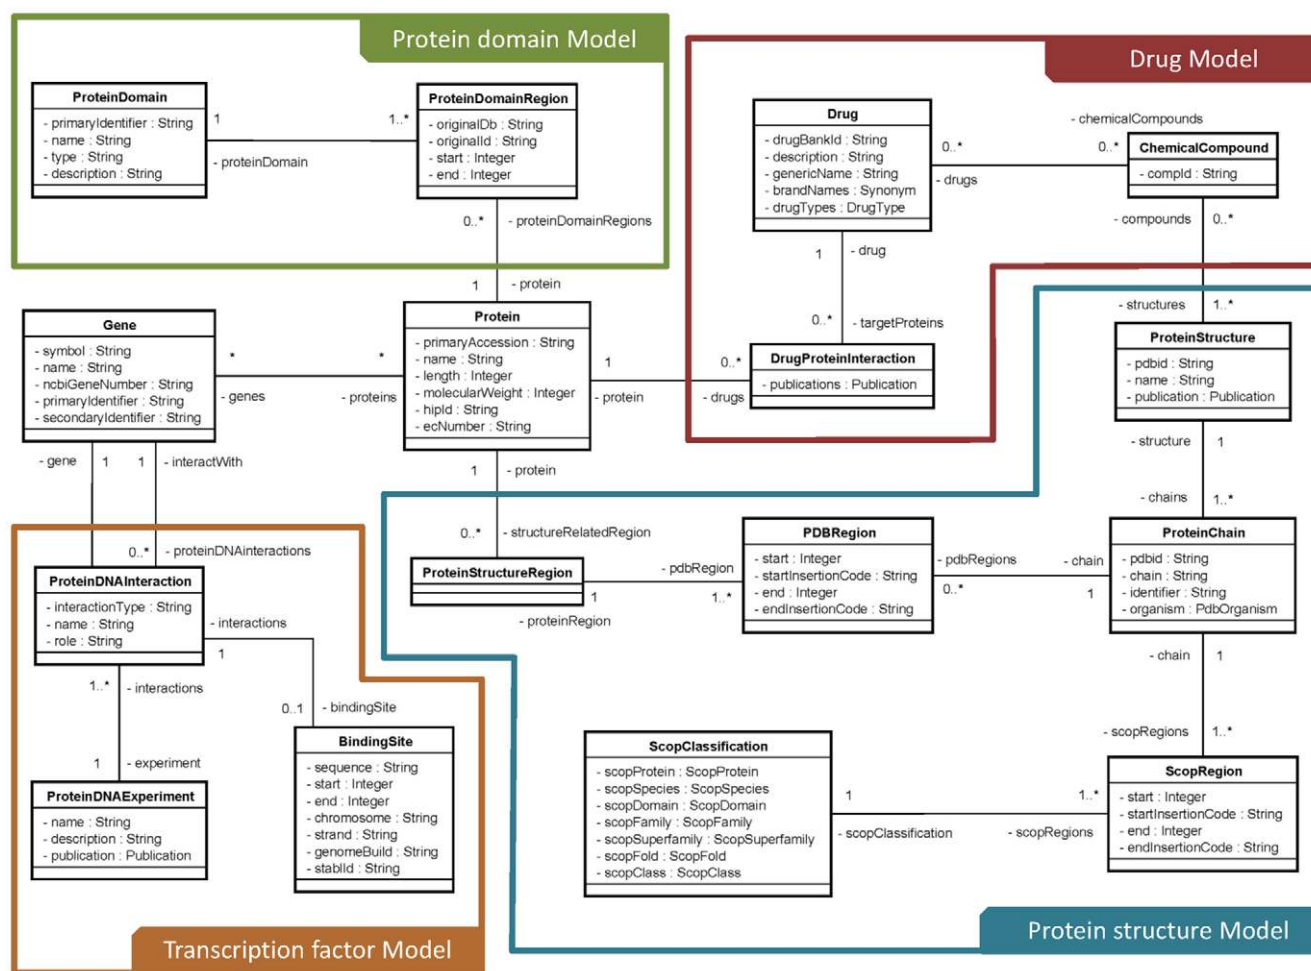 Protein domain Model
Drug Model
ProteinDomain
- primaryIdentifier : String
- name : String
- type : String
- description : String
1
1..*
- proteinDomain
ProteinDomainRegion
- originalDb : String
- originalId : String
- start : Integer
- end : Integer
0..*
- proteinDomainRegions
1
- protein
Drug
- drugBankId : String
- description : String
- genericName : String
- brandNames : Synonym
- drugTypes : DrugType
0..*
- drugs
- chemicalCompounds
0..*
ChemicalCompound
- compId : String
- compounds
0..*
1
- drug
0..*
- targetProteins
- structures
1..*
Gene
- symbol : String
- name : String
- ncbiGeneNumber : String
- primaryIdentifier : String
- secondaryIdentifier : String
*
*
- genes
- proteins
Protein
- primaryAccession : String
- name : String
- length : Integer
- molecularWeight : Integer
- hipId : String
- ecNumber : String
1
0..*
- protein
- drugs
DrugProteinInteraction
- publications : Publication
ProteinStructure
- pdbid : String
- name : String
- publication : Publication
- structure
1
- chains
1..*
- gene
1
1
- interactWith
0..*
- proteinDNAinteractions
1
- protein
0..*
- structureRelatedRegion
ProteinStructureRegion
- pdbRegion
1
1..*
- proteinRegion
PDBRegion
- start : Integer
- startInsertionCode : String
- end : Integer
- endInsertionCode : String
- pdbRegions
- chain
0..*
1
ProteinChain
- pdbid : String
- chain : String
- identifier : String
- organism : PdbOrganism
- chain
1
- scopRegions
1..*
ProteinDNAInteraction
- interactionType : String
- name : String
- role : String
- interactions
1
1..*
- interactions
0..1
- bindingSite
1
- experiment
ProteinDNAExperiment
- name : String
- description : String
- publication : Publication
BindingSite
- sequence : String
- start : Integer
- end : Integer
- chromosome : String
- strand : String
- genomeBuild : String
- stablId : String
ScopClassification
- scopProtein : ScopProtein
- scopSpecies : ScopSpecies
- scopDomain : ScopDomain
- scopFamily : ScopFamily
- scopSuperfamily : ScopSuperfamily
- scopFold : ScopFold
- scopClass : ScopClass
1
1..*
- scopClassification
- scopRegions
ScopRegion
- start : Integer
- startInsertionCode : String
- end : Integer
- endInsertionCode : String
Transcription factor Model
Protein structure Model